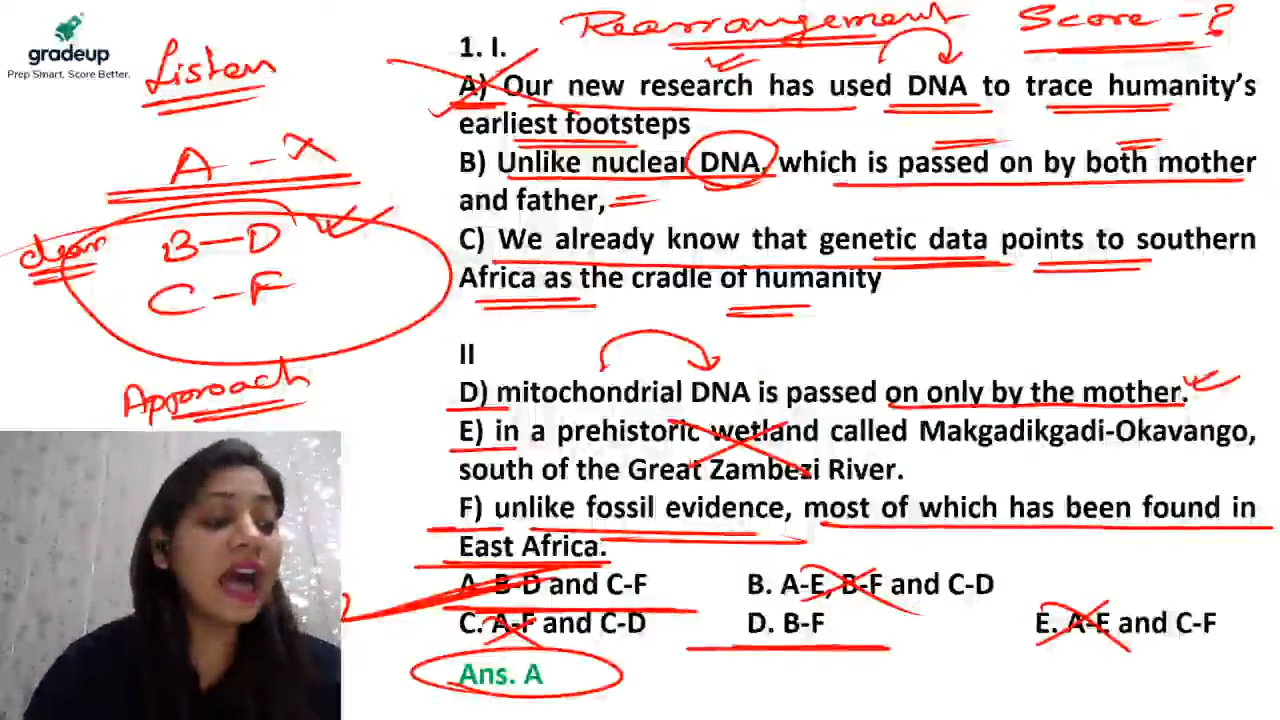 gradeup
Prep Smart, Score Better.
Listen
A - X
B - D
C - F
clear
Approach
Rearrangement Score - ?
1. I.
A) Our new research has used DNA to trace humanity's
earliest footsteps
B) Unlike nuclear DNA, which is passed on by both mother
and father,
C) We already know that genetic data points to southern
Africa as the cradle of humanity
II
D) mitochondrial DNA is passed on only by the mother.
E) in a prehistoric wetland called Makgadikgadi-Okavango,
south of the Great Zambezi River.
F) unlike fossil evidence, most of which has been found in
East Africa.
A. B-D and C-F B. A-E, B-F and C-D
C. A-F and C-D D. B-F E. A-E and C-F
Ans. A